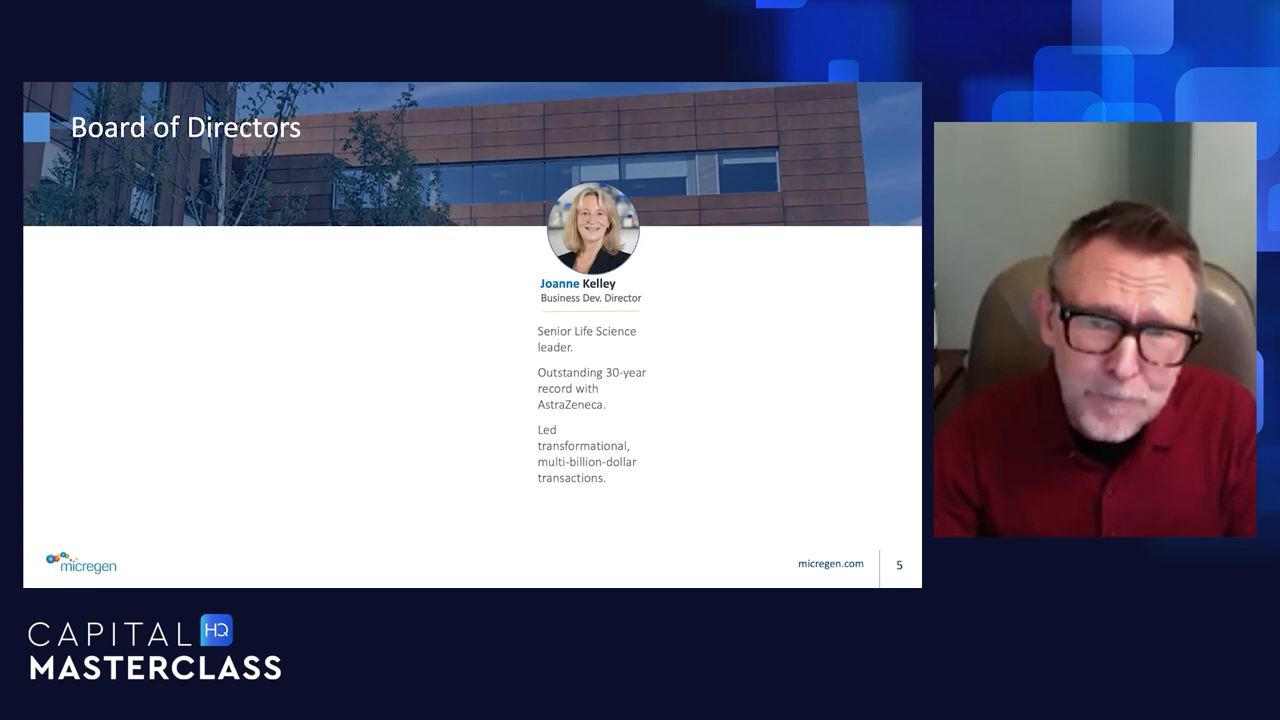 Board of Directors
Joanne Kelley
Business Dev. Director
Senior Life Science
leader.
Outstanding 30-year
record with
AstraZeneca.
Led
transformational,
multi-billion-dollar
transactions.
micregen
micregen.com
5
CAPITAL HQ
MASTERCLASS